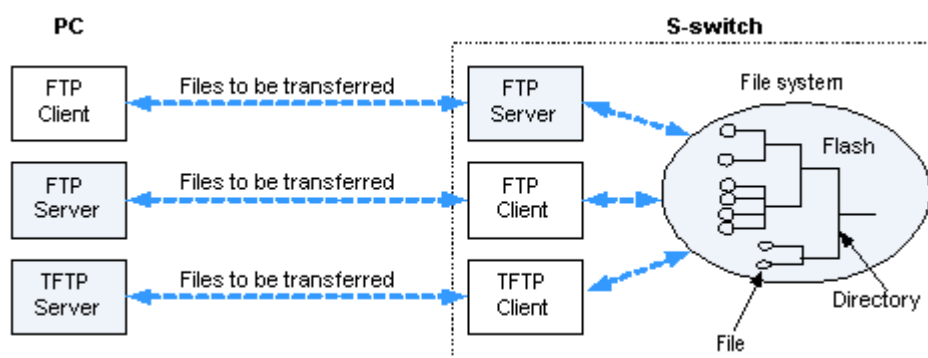 PC
S-switch
FTP
Client
Files to be transferred
FTP
Server
File system
Flash
FTP
Server
Files to be transferred
FTP
Client
TFTP
Server
Files to be transferred
TFTP
Client
Directory
File